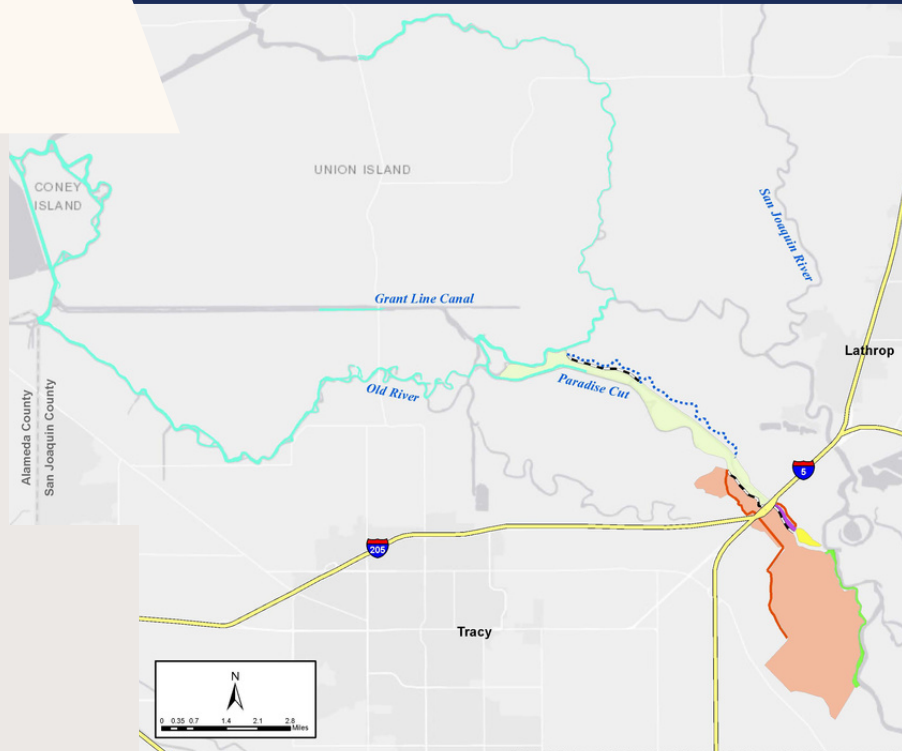 UNION ISLAND
CONEY
ISLAND
San Joaquin River
Grant Line Canal
Lathrop
Old River
Paradise Cut
Alameda County
San Joaquin County
5
205
Tracy
N
0 0.35 0.7 1.4 2.1 2.8
Miles